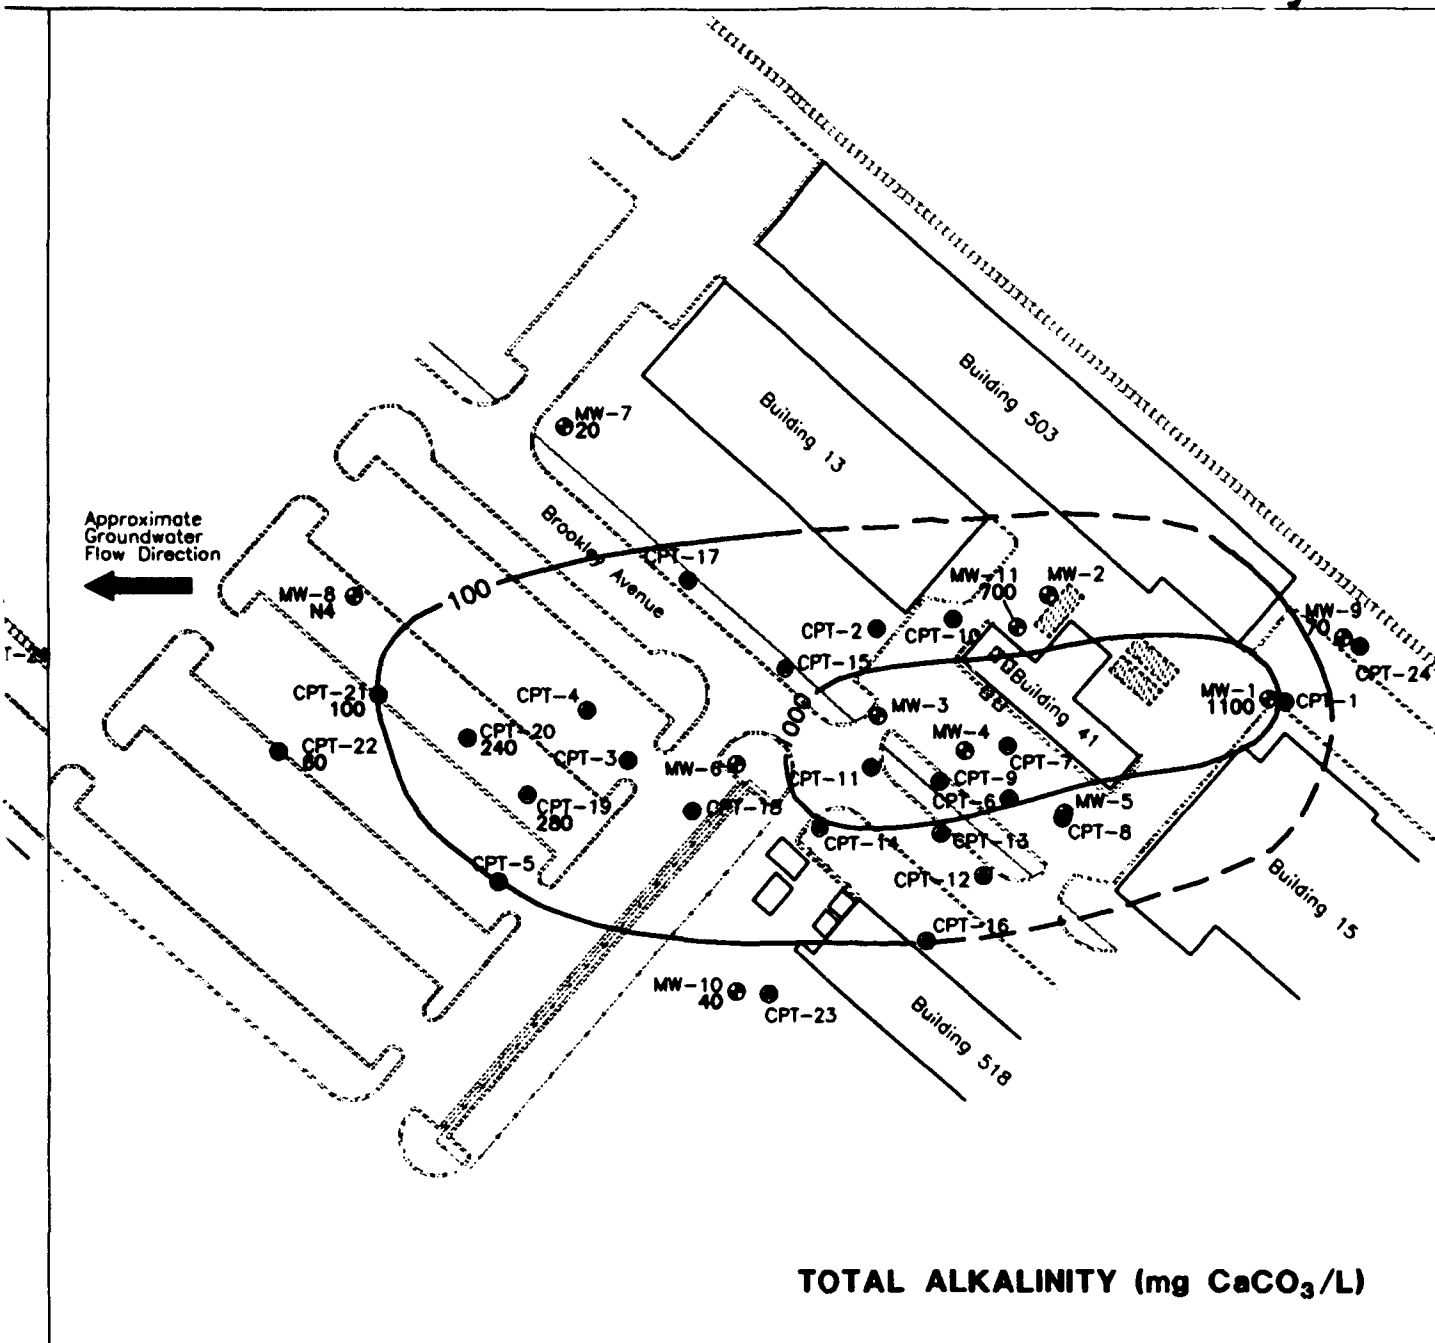 Building 503
Building 13
MW-7
20
Approximate
Groundwater
Flow Direction
Brookley Avenue
CPT-17
MW-11
700
MW-2
MW-8
N4
100
CPT-2
CPT-10
MW-9
70
CPT-24
CPT-15
CPT-21
100
CPT-4
MW-3
Building 41
MW-1
1100
CPT-1
CPT-20
240
CPT-22
60
CPT-3
MW-4
CPT-7
MW-6
CPT-11
CPT-9
CPT-6
MW-5
CPT-8
CPT-19
280
CPT-18
CPT-14
CPT-13
CPT-5
CPT-12
Building 15
CPT-16
MW-10
40
CPT-23
Building 518
TOTAL ALKALINITY (mg CaCO₃/L)